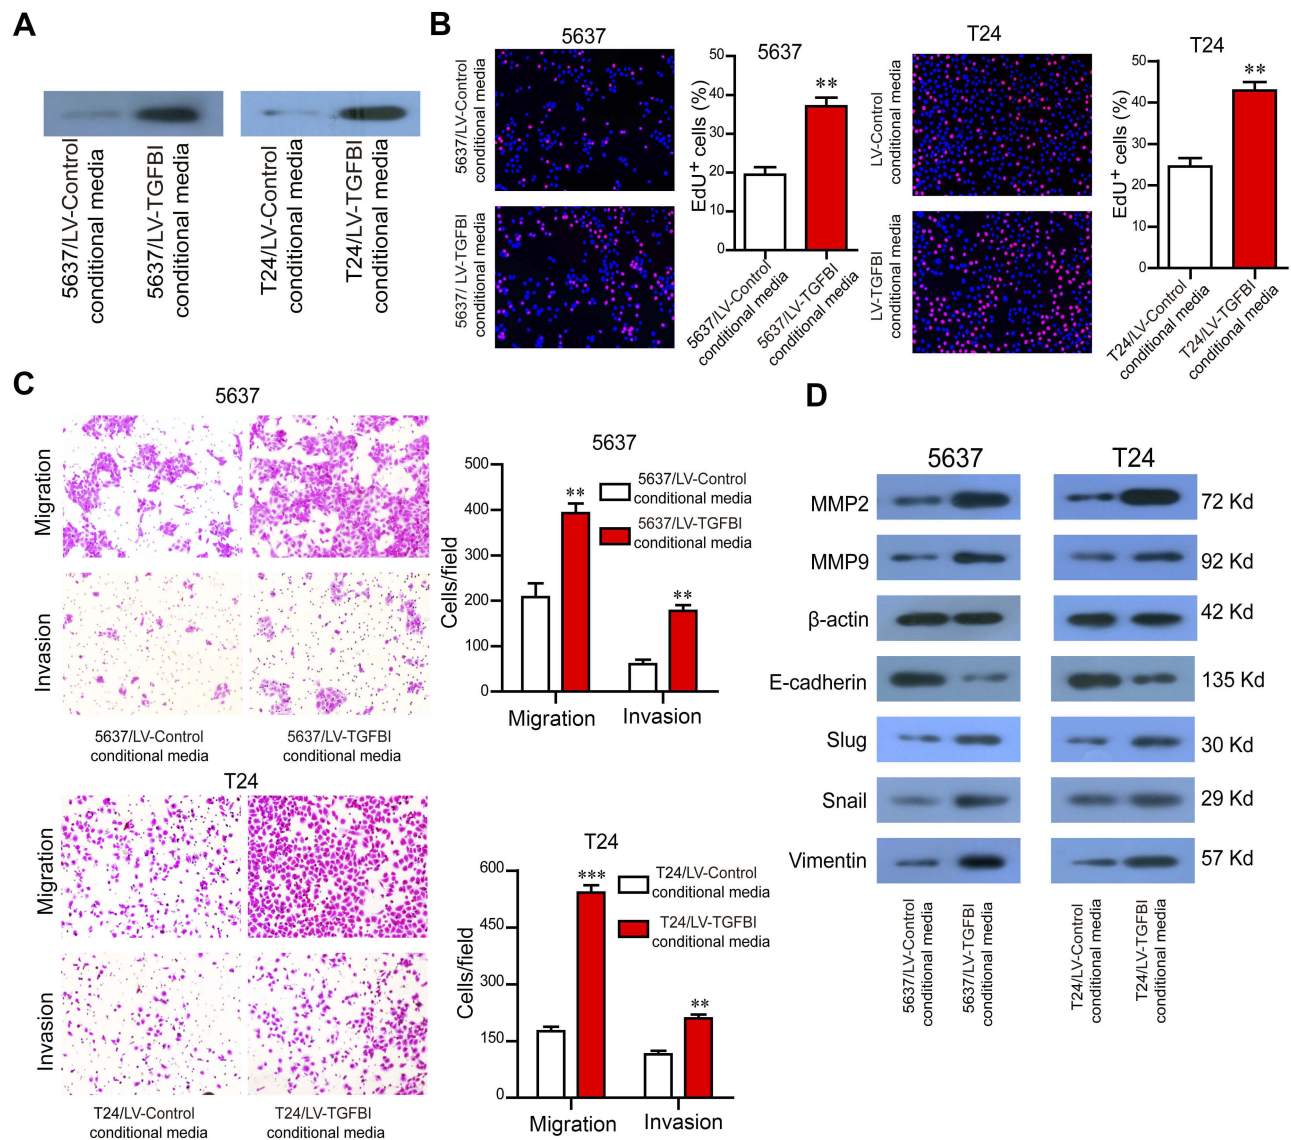 A
5637/LV-Control
conditional media
5637/LV-TGFBI
conditional media
T24/LV-Control
conditional media
T24/LV-TGFBI
conditional media
B
5637
5637/LV-Control
conditional media
5637/ LV-TGFBI
conditional media
5637
**
EdU+ cells (%)
50
40
30
20
10
0
5637/LV-Control
conditional media
5637/LV-TGFBI
conditional media
T24
LV-Control
conditional media
LV-TGFBI
conditional media
T24
**
EdU+ cells (%)
50
40
30
20
10
0
T24/LV-Control
conditional media
T24/LV-TGFBI
conditional media
C
5637
Migration
Invasion
5637/LV-Control
conditional media
5637/LV-TGFBI
conditional media
5637
Cells/field
500
400
300
200
100
0
**
**
5637/LV-Control
conditional media
5637/LV-TGFBI
conditional media
Migration
Invasion
T24
Migration
Invasion
T24/LV-Control
conditional media
T24/LV-TGFBI
conditional media
T24
Cells/field
600
450
300
150
0
***
**
T24/LV-Control
conditional media
T24/LV-TGFBI
conditional media
Migration
Invasion
D
5637
T24
MMP2
72 Kd
MMP9
92 Kd
β-actin
42 Kd
E-cadherin
135 Kd
Slug
30 Kd
Snail
29 Kd
Vimentin
57 Kd
5637/LV-Control
conditional media
5637/LV-TGFBI
conditional media
T24/LV-Control
conditional media
T24/LV-TGFBI
conditional media